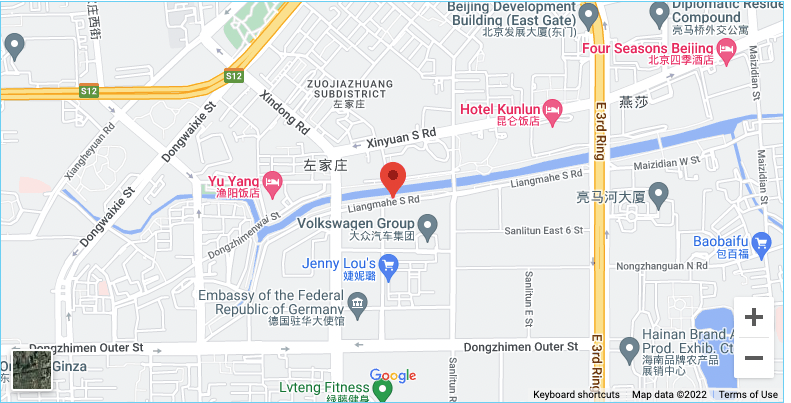 庄西街
Beijing Development
Building (East Gate)
北京发展大厦(东门)
Diplomatic Reside
Compound
亮马桥外交公寓
Four Seasons Beijing
北京四季酒店
S12
S12
ZUOJIAZHUANG
SUBDISTRICT
左家庄
Xindong Rd
Dongwaixie St
Xiangheyuan Rd
Hotel Kunlun
昆仑饭店
燕莎
E 3rd Ring
Maizidian St
Xinyuan S Rd
左家庄
Yu Yang
渔阳饭店
Maizidian W St
Liangmahe S Rd
Liangmahe S Rd
亮马河大厦
Dongwaixie St
Dongzhimenwai St
Volkswagen Group
大众汽车集团
Sanlitun East 6 St
Baobaifu
包百福
Jenny Lou's
婕妮璐
Nongzhanguan N Rd
Sanlitun E St
Embassy of the Federal
Republic of Germany
德国驻华大使馆
Dongzhimen Outer St
Dongzhimen Outer St
E 3rd Ring
Hainan Brand A
Prod. Exhib. Ct
海南品牌农产品
展销中心
Ginza
Google
Lvteng Fitness
绿藤健身
Sanlitun R
Keyboard shortcuts
Map data ©2022
Terms of Use